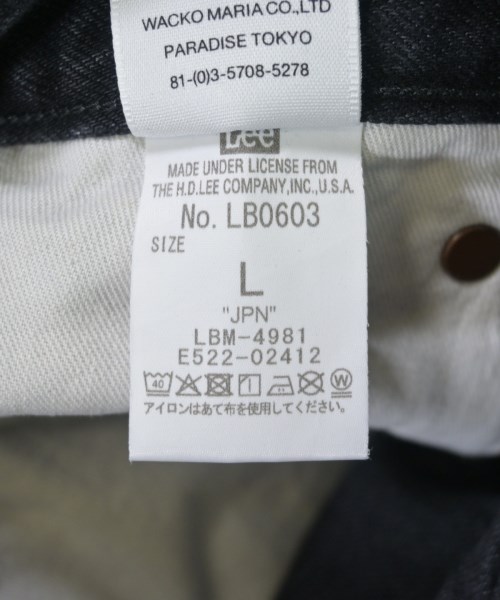 WACKO MARIA CO.,LTD
PARADISE TOKYO
81-(0)3-5708-5278
Lee
MADE UNDER LICENSE FROM
THE H.D.LEE COMPANY,INC.,U.S.A.
No. LB0603
SIZE
L
"JPN"
LBM-4981
E522-02412
40
W
アイロンはあて布を使用してください。